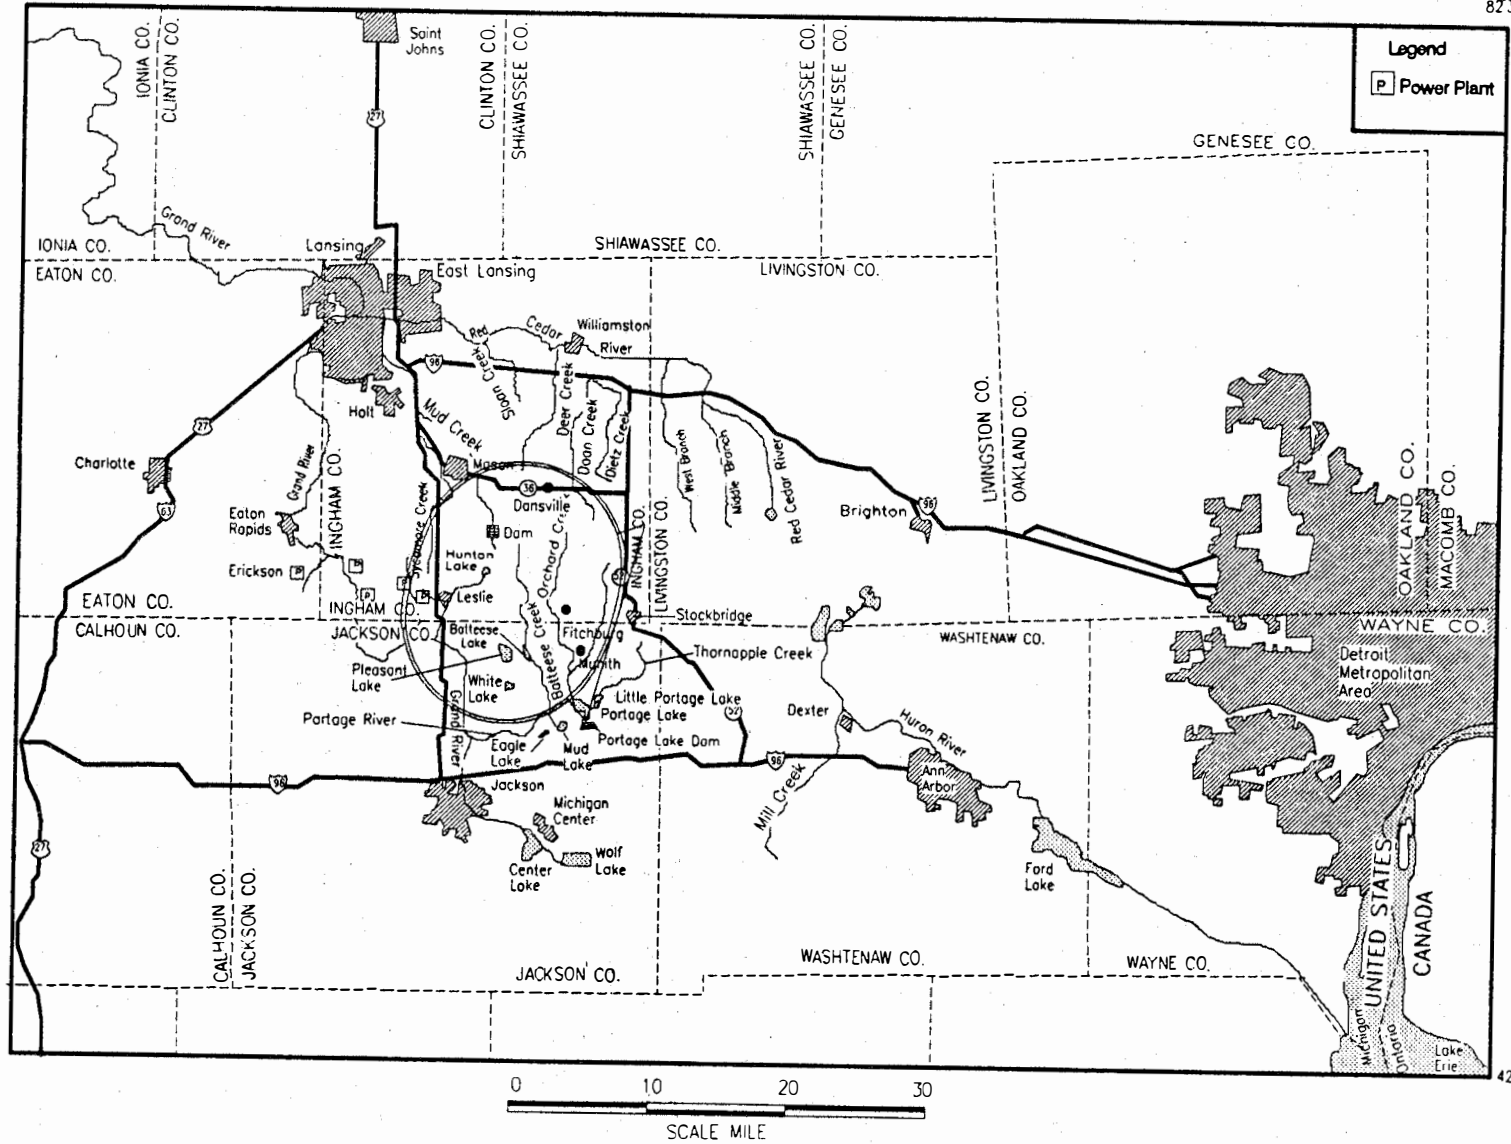 Legend
P Power Plant
Saint
Johns
IONIA CO.
CLINTON CO.
CLINTON CO.
SHIAWASSEE CO.
SHIAWASSEE CO.
GENESEE CO.
27
GENESEE CO.
Grand River
IONIA CO.
EATON CO.
Lansing
East Lansing
SHIAWASSEE CO.
LIVINGSTON CO.
Red
Cedar
River
Williamston
96
Sloan Creek
Deer Creek
Doan Creek
Dietz Creek
Holt
Mud Creek
27
Charlotte
63
Grand River
INGHAM CO.
Mason
36
Dansville
West Branch
Middle Branch
Red Cedar River
LIVINGSTON CO.
OAKLAND CO.
Brighton
96
OAKLAND CO.
MACOMB CO.
Eaton
Rapids
Sycamore Creek
Dam
Orchard
INGHAM CO.
LIVINGSTON CO.
Erickson
P
P
P
P
P
Hunton
Lake
Leslie
52
EATON CO.
CALHOUN CO.
INGHAM CO.
JACKSON CO.
Batteese
Lake
Batteese Creek
Batteese Creek
Fitchburg
Munith
Stockbridge
Thornapple Creek
WASHTENAW CO.
WAYNE CO.
Detroit
Metropolitan
Area
Pleasant
Lake
White
Lake
Little Portage Lake
Portage Lake
Portage Lake Dam
Portage River
Grand River
Eagle
Lake
Mud
Lake
52
Dexter
Huron River
96
96
Mill Creek
Ann
Arbor
Jackson
Michigan
Center
Center
Lake
Wolf
Lake
Ford
Lake
27
CALHOUN CO.
JACKSON CO.
JACKSON CO.
WASHTENAW CO.
WAYNE CO.
UNITED STATES
CANADA
Michigan
Ontario
Lake
Erie
42
0 10 20 30
SCALE MILE